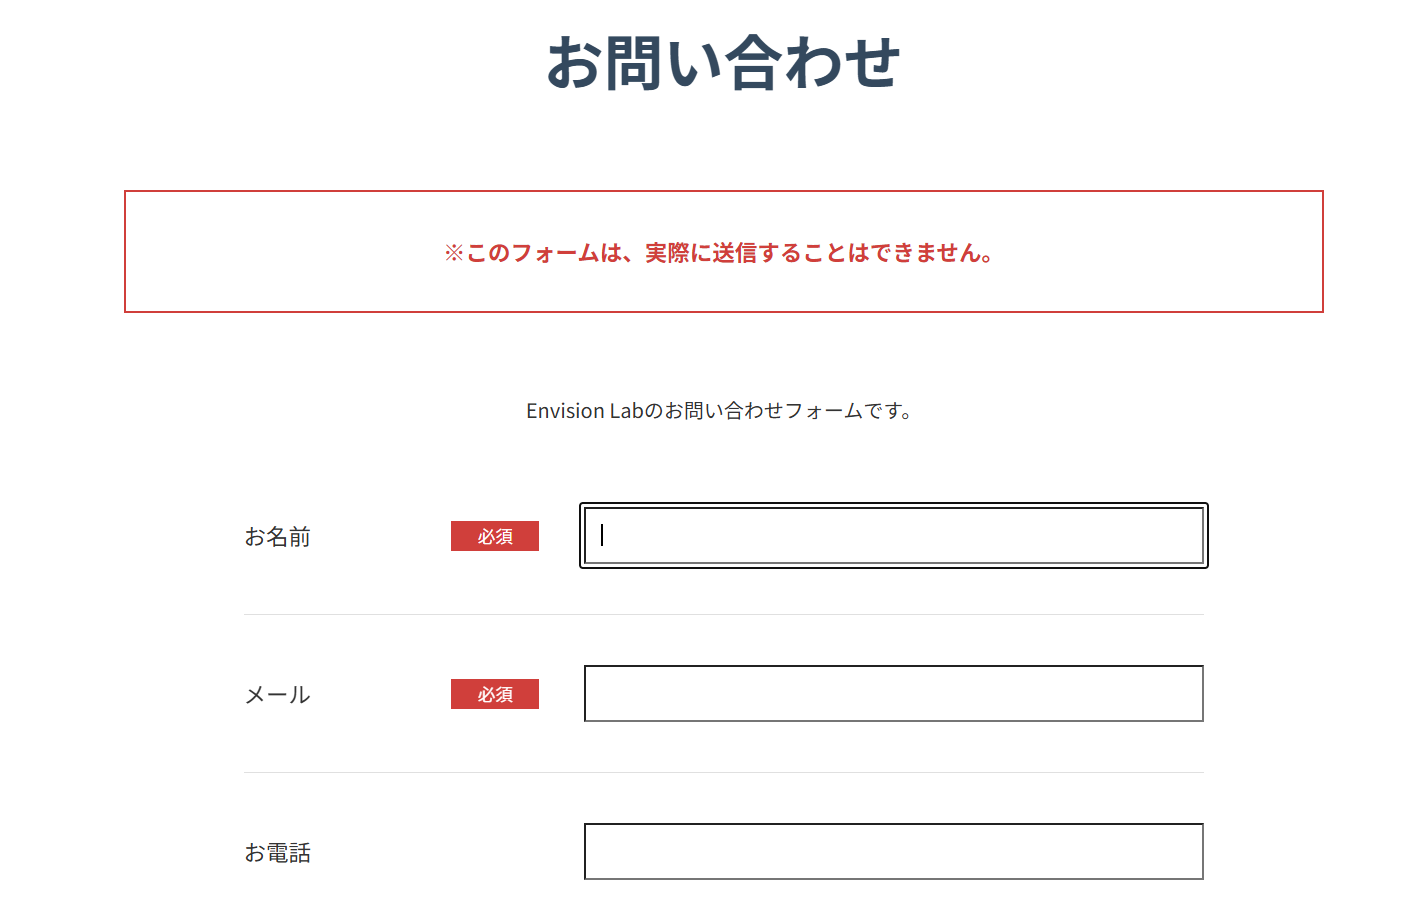 お問い合わせ
※このフォームは、実際に送信することはできません。
Envision Labのお問い合わせフォームです。
お名前 必須
メール 必須
お電話